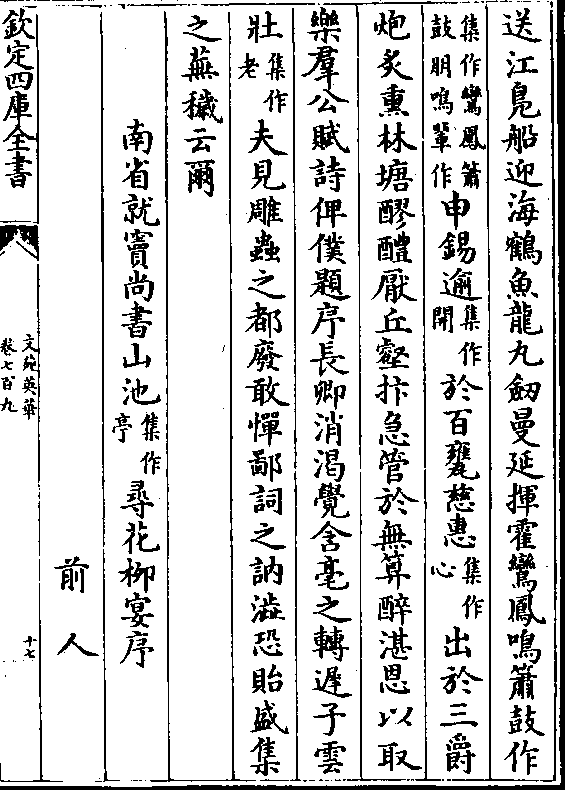 送江鳧船迎海鶴魚龍九劒曼延揮霍鸞鳳鳴簫鼓作
集作鸞鳳簫鼓朋鳴鞏作申錫逾集作開於百甕慈惠集作心出於三爵
炮炙熏林塘醪醴厭丘壑抃急管於無算醉湛恩以取
樂羣公賦詩俾僕題序長卿消渴覺含毫之轉遲子雲
壯集作老夫見雕蟲之都廢敢憚鄙詞之訥澁恐貽盛集
之蕪穢云爾
南省就竇尚書山池集作亭尋花柳宴序
前人
欽定四庫全書
文苑英華
卷七百九
十七